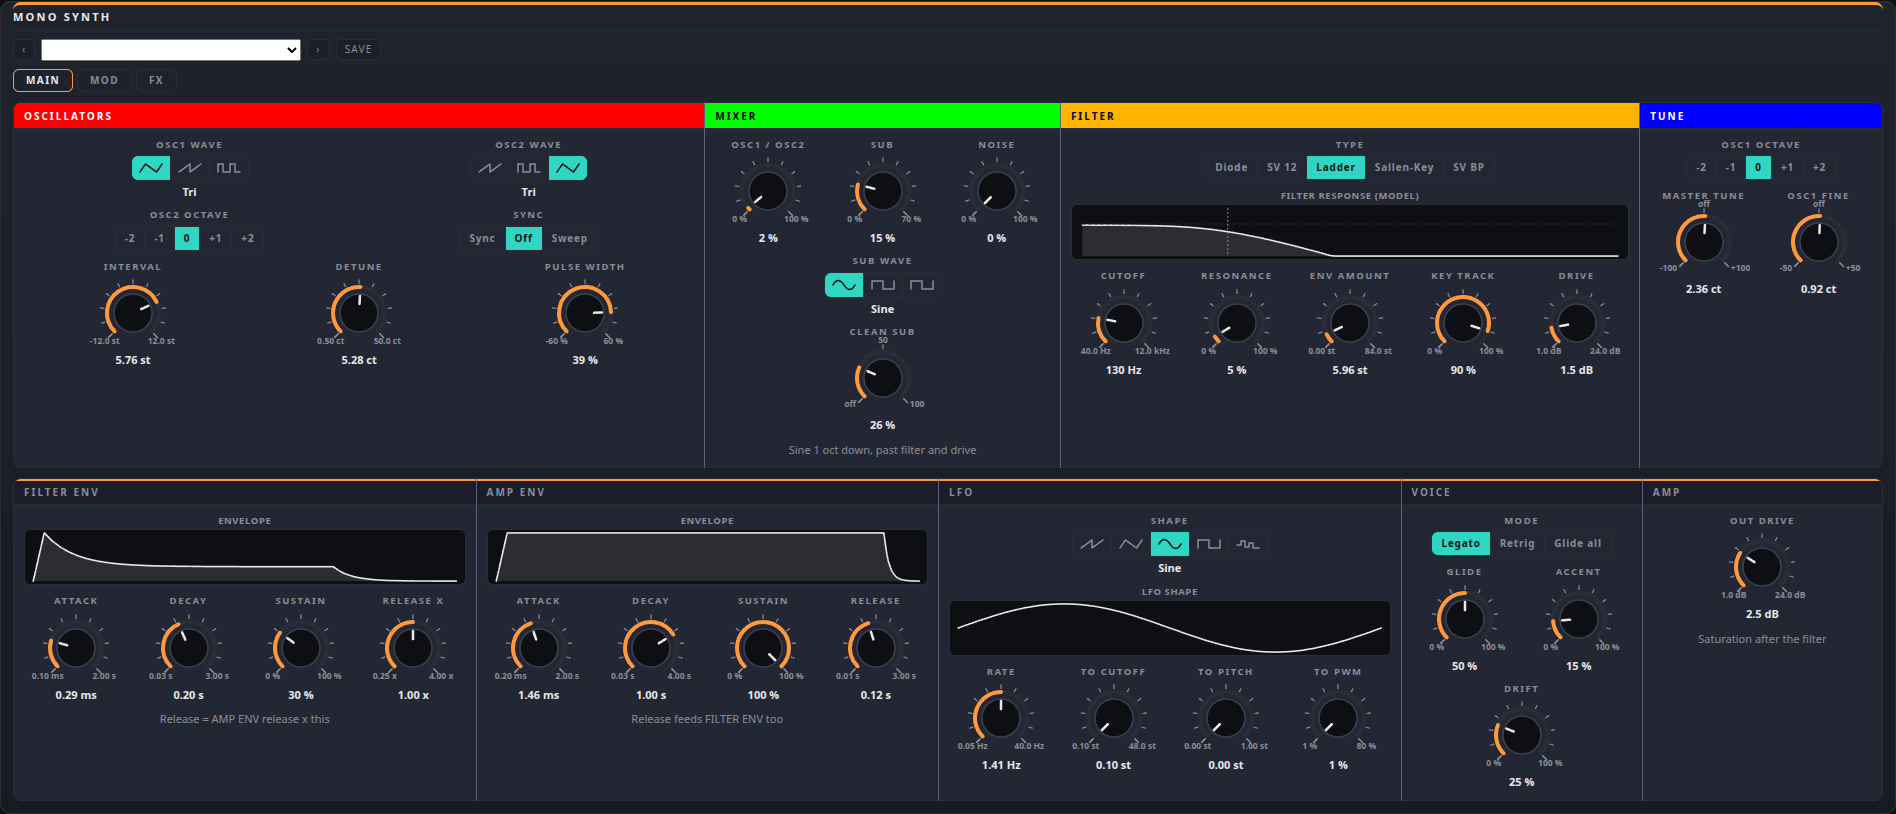 MONO SYNTH
‹ › SAVE
MAIN MOD FX
OSCILLATORS
OSC1 WAVE OSC2 WAVE
Tri Tri
OSC2 OCTAVE SYNC
-2 -1 0 +1 +2 Sync Off Sweep
INTERVAL DETUNE PULSE WIDTH
-12.0 st 12.0 st 0.50 ct 50.0 ct -60 % 60 %
5.76 st 5.28 ct 39 %
MIXER
OSC1 / OSC2 SUB NOISE
0 % 100 % 0 % 70 % 0 % 100 %
2 % 15 % 0 %
SUB WAVE
Sine
CLEAN SUB
50
off 100
26 %
Sine 1 oct down, past filter and drive
FILTER
TYPE
Diode SV 12 Ladder Sallen-Key SV BP
FILTER RESPONSE (MODEL)
CUTOFF RESONANCE ENV AMOUNT KEY TRACK DRIVE
40.0 Hz 12.0 kHz 0 % 100 % 0.00 st 84.0 st 0 % 100 % 1.0 dB 24.0 dB
130 Hz 5 % 5.96 st 90 % 1.5 dB
TUNE
OSC1 OCTAVE
-2 -1 0 +1 +2
MASTER TUNE OSC1 FINE
off off
-100 +100 -50 +50
2.36 ct 0.92 ct
FILTER ENV
ENVELOPE
ATTACK DECAY SUSTAIN RELEASE X
0.10 ms 2.00 s 0.03 s 3.00 s 0 % 100 % 0.25 x 4.00 x
0.29 ms 0.20 s 30 % 1.00 x
Release = AMP ENV release x this
AMP ENV
ENVELOPE
ATTACK DECAY SUSTAIN RELEASE
0.20 ms 2.00 s 0.03 s 4.00 s 0 % 100 % 0.01 s 3.00 s
1.46 ms 1.00 s 100 % 0.12 s
Release feeds FILTER ENV too
LFO
SHAPE
Sine
LFO SHAPE
RATE TO CUTOFF TO PITCH TO PWM
0.05 Hz 40.0 Hz 0.10 st 48.0 st 0.00 st 1.00 st 1 % 80 %
1.41 Hz 0.10 st 0.00 st 1 %
VOICE
MODE
Legato Retrig Glide all
GLIDE ACCENT
0 % 100 % 0 % 100 %
50 % 15 %
DRIFT
0 % 100 %
25 %
AMP
OUT DRIVE
1.0 dB 24.0 dB
2.5 dB
Saturation after the filter